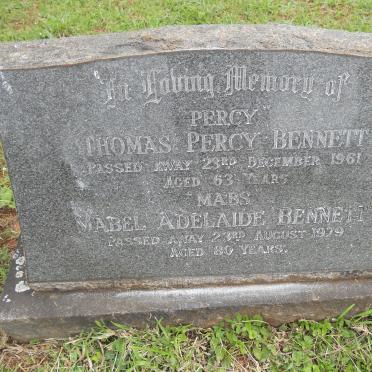 In Loving Memory of
"PERCY"
THOMAS PERCY BENNETT
PASSED AWAY 23RD DECEMBER 1961
AGED 63 YEARS
MABS
MABEL ADELAIDE BENNETT
PASSED AWAY 23RD AUGUST 1979
AGED 80 YEARS.